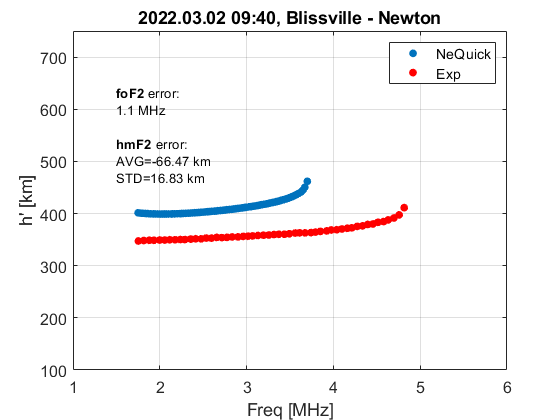 2022.03.02 09:40, Blissville - Newton
NeQuick
Exp
foF2 error:
1.1 MHz
hmF2 error:
AVG=-66.47 km
STD=16.83 km
h' [km]
700
600
500
400
300
200
100
1 2 3 4 5 6
Freq [MHz]